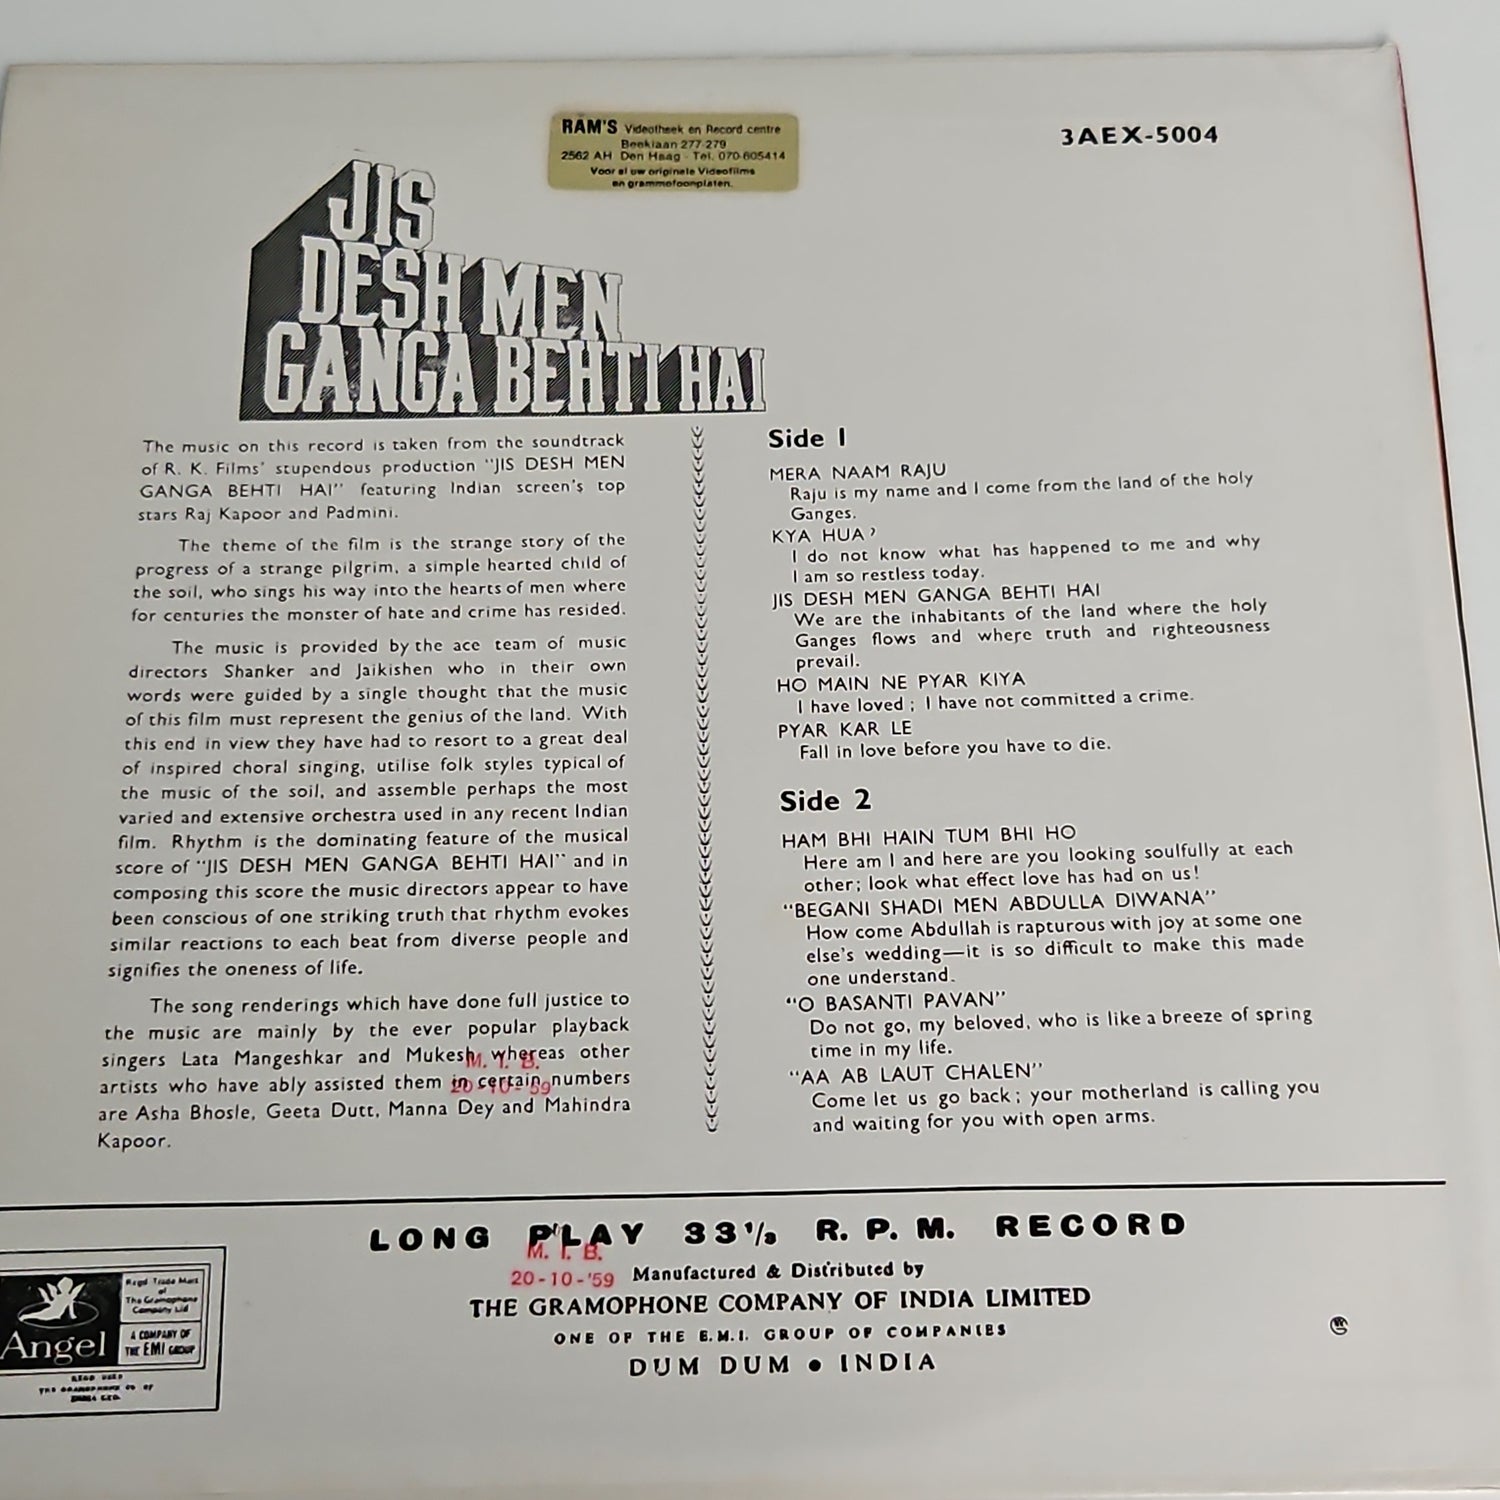 RAM'S Videotheek en Record centre
Beeklaan 277-279
2562 AH Den Haag - Tel. 070-605414
Voor al uw originele Videofilms
en grammofoonplaten.
3AEX-5004
JIS
DESH MEN
GANGA BEHTI HAI
The music on this record is taken from the soundtrack
of R. K. Films' stupendous production "JIS DESH MEN
GANGA BEHTI HAI" featuring Indian screen's top
stars Raj Kapoor and Padmini.
The theme of the film is the strange story of the
progress of a strange pilgrim, a simple hearted child of
the soil, who sings his way into the hearts of men where
for centuries the monster of hate and crime has resided.
The music is provided by the ace team of music
directors Shanker and Jaikishen who in their own
words were guided by a single thought that the music
of this film must represent the genius of the land. With
this end in view they have had to resort to a great deal
of inspired choral singing, utilise folk styles typical of
the music of the soil, and assemble perhaps the most
varied and extensive orchestra used in any recent Indian
film. Rhythm is the dominating feature of the musical
score of "JIS DESH MEN GANGA BEHTI HAI" and in
composing this score the music directors appear to have
been conscious of one striking truth that rhythm evokes
similar reactions to each beat from diverse people and
signifies the oneness of life.
The song renderings which have done full justice to
the music are mainly by the ever popular playback
singers Lata Mangeshkar and Mukesh, whereas other
artists who have ably assisted them in certain numbers
are Asha Bhosle, Geeta Dutt, Manna Dey and Mahindra
Kapoor.
M. I. B.
20-10-'59
Side 1
MERA NAAM RAJU
Raju is my name and I come from the land of the holy
Ganges.
KYA HUA?
I do not know what has happened to me and why
I am so restless today.
JIS DESH MEN GANGA BEHTI HAI
We are the inhabitants of the land where the holy
Ganges flows and where truth and righteousness
prevail.
HO MAIN NE PYAR KIYA
I have loved ; I have not committed a crime.
PYAR KAR LE
Fall in love before you have to die.
Side 2
HAM BHI HAIN TUM BHI HO
Here am I and here are you looking soulfully at each
other; look what effect love has had on us!
"BEGANI SHADI MEN ABDULLA DIWANA"
How come Abdullah is rapturous with joy at some one
else's wedding—it is so difficult to make this made
one understand.
"O BASANTI PAVAN"
Do not go, my beloved, who is like a breeze of spring
time in my life.
"AA AB LAUT CHALEN"
Come let us go back ; your motherland is calling you
and waiting for you with open arms.
LONG PLAY 33⅓ R. P. M. RECORD
M. I. B.
20-10-'59
Manufactured & Distributed by
THE GRAMOPHONE COMPANY OF INDIA LIMITED
ONE OF THE E.M.I. GROUP OF COMPANIES
DUM DUM ● INDIA
Angel
Regd Trade Mark
of
The Gramophone
Company Ltd
A COMPANY OF
THE EMI GROUP